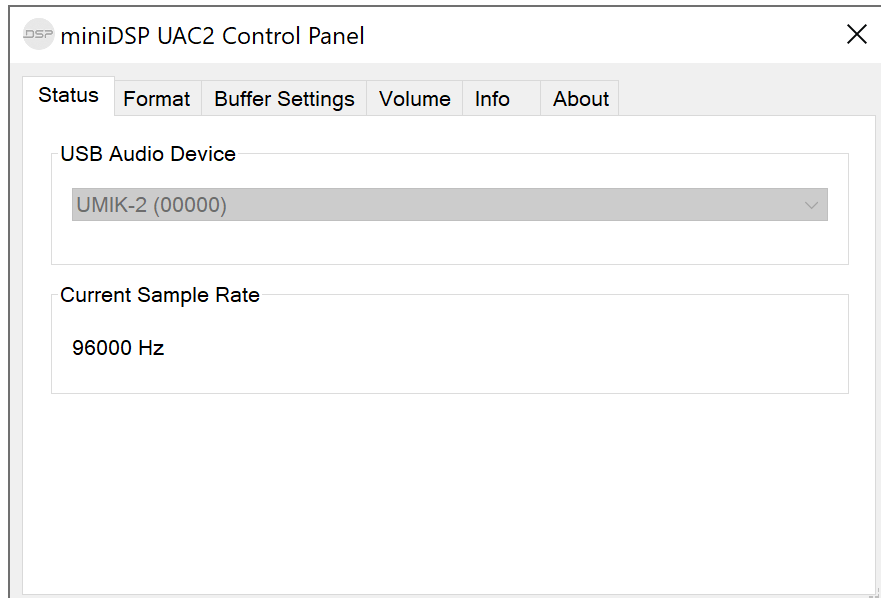 DSP miniDSP UAC2 Control Panel
Status Format Buffer Settings Volume Info About
USB Audio Device
UMIK-2 (00000)
Current Sample Rate
96000 Hz